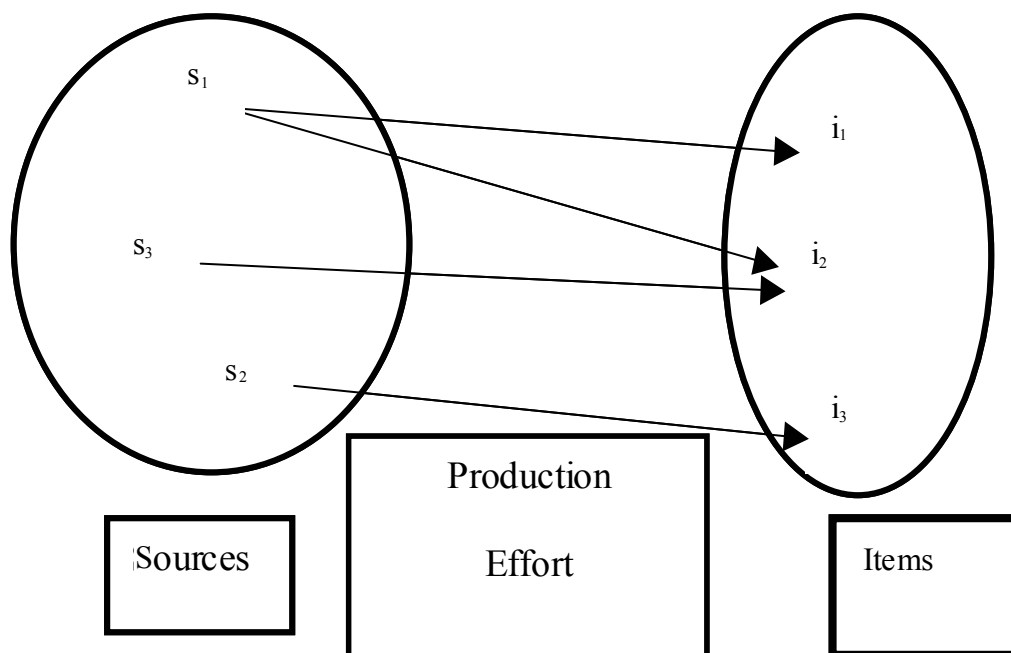 s₁
i₁
s₃
i₂
s₂
i₃
Production
Effort
Sources
Items